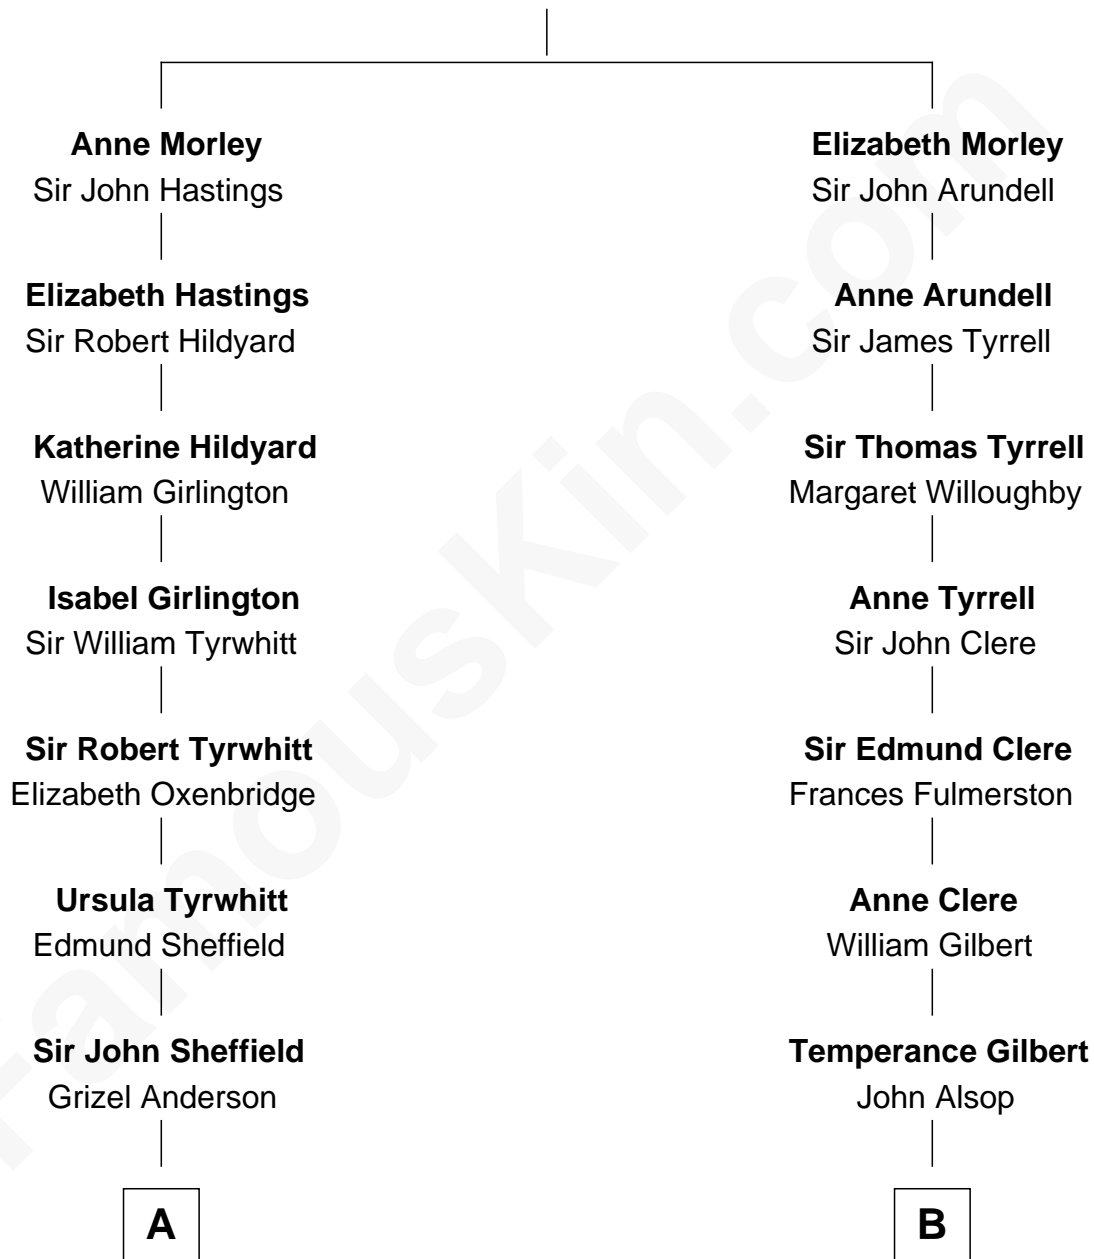 Anne Morley
Sir John Hastings
Elizabeth Hastings
Sir Robert Hildyard
Katherine Hildyard
William Girlington
Isabel Girlington
Sir William Tyrwhitt
Sir Robert Tyrwhitt
Elizabeth Oxenbridge
Ursula Tyrwhitt
Edmund Sheffield
Sir John Sheffield
Grizel Anderson
A
Elizabeth Morley
Sir John Arundell
Anne Arundell
Sir James Tyrrell
Sir Thomas Tyrrell
Margaret Willoughby
Anne Tyrrell
Sir John Clere
Sir Edmund Clere
Frances Fulmerston
Anne Clere
William Gilbert
Temperance Gilbert
John Alsop
B
FamousKin.com